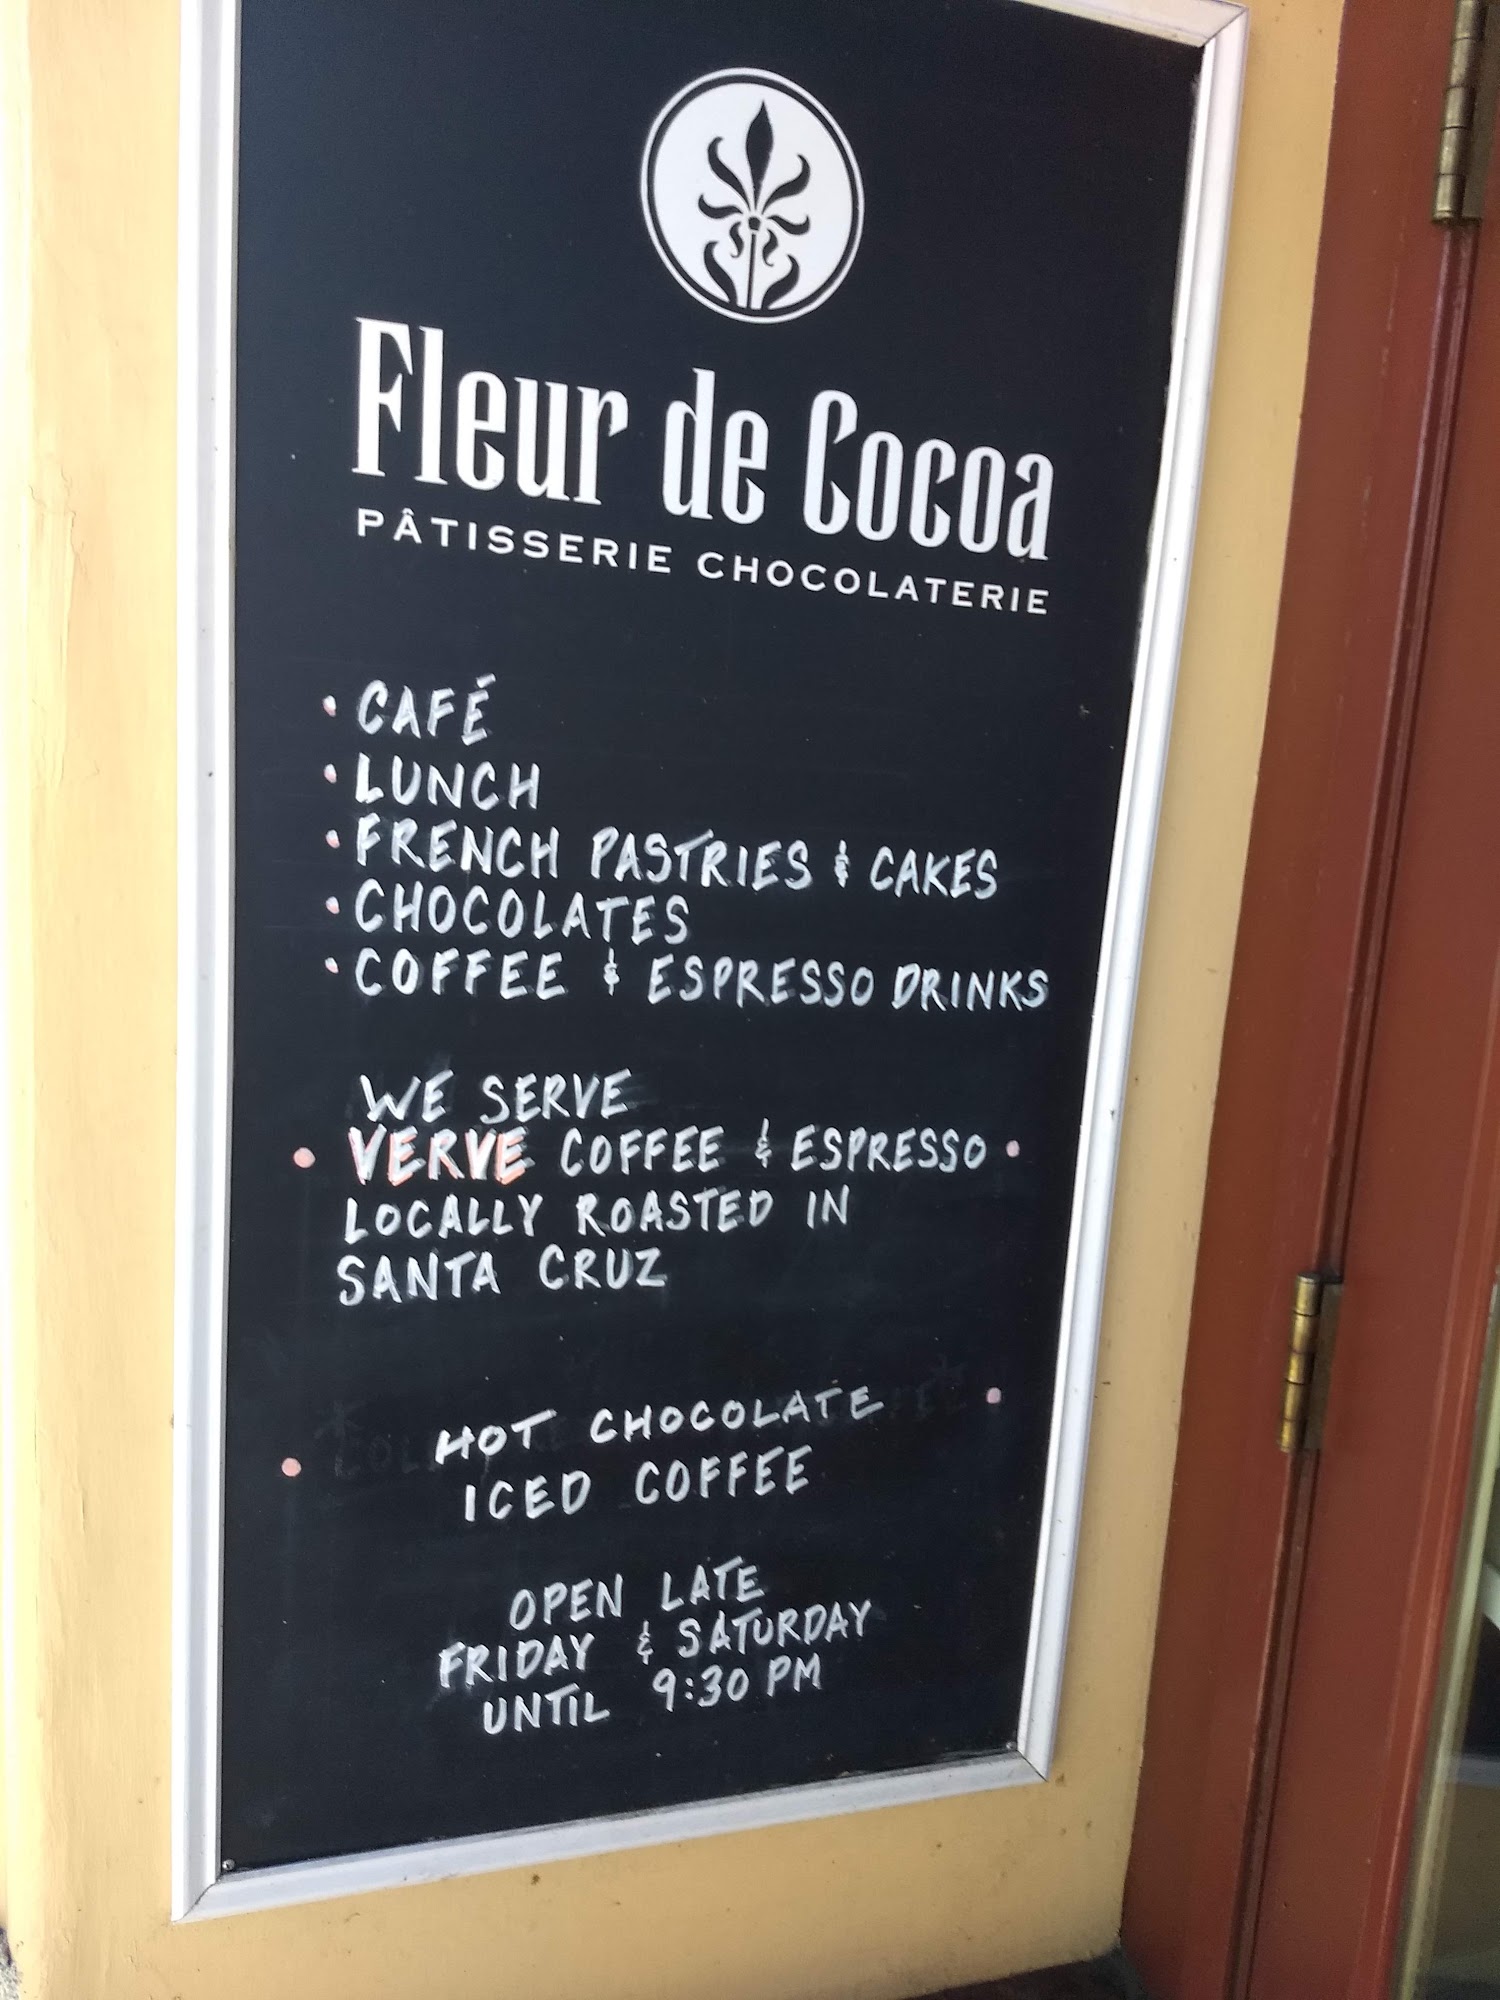 Fleur de Cocoa
PÂTISSERIE CHOCOLATERIE
• CAFÉ
• LUNCH
• FRENCH PASTRIES & CAKES
• CHOCOLATES
• COFFEE & ESPRESSO DRINKS
WE SERVE
• VERVE COFFEE & ESPRESSO •
LOCALLY ROASTED IN
SANTA CRUZ
• HOT CHOCOLATE •
ICED COFFEE
OPEN LATE
FRIDAY & SATURDAY
UNTIL 9:30 PM